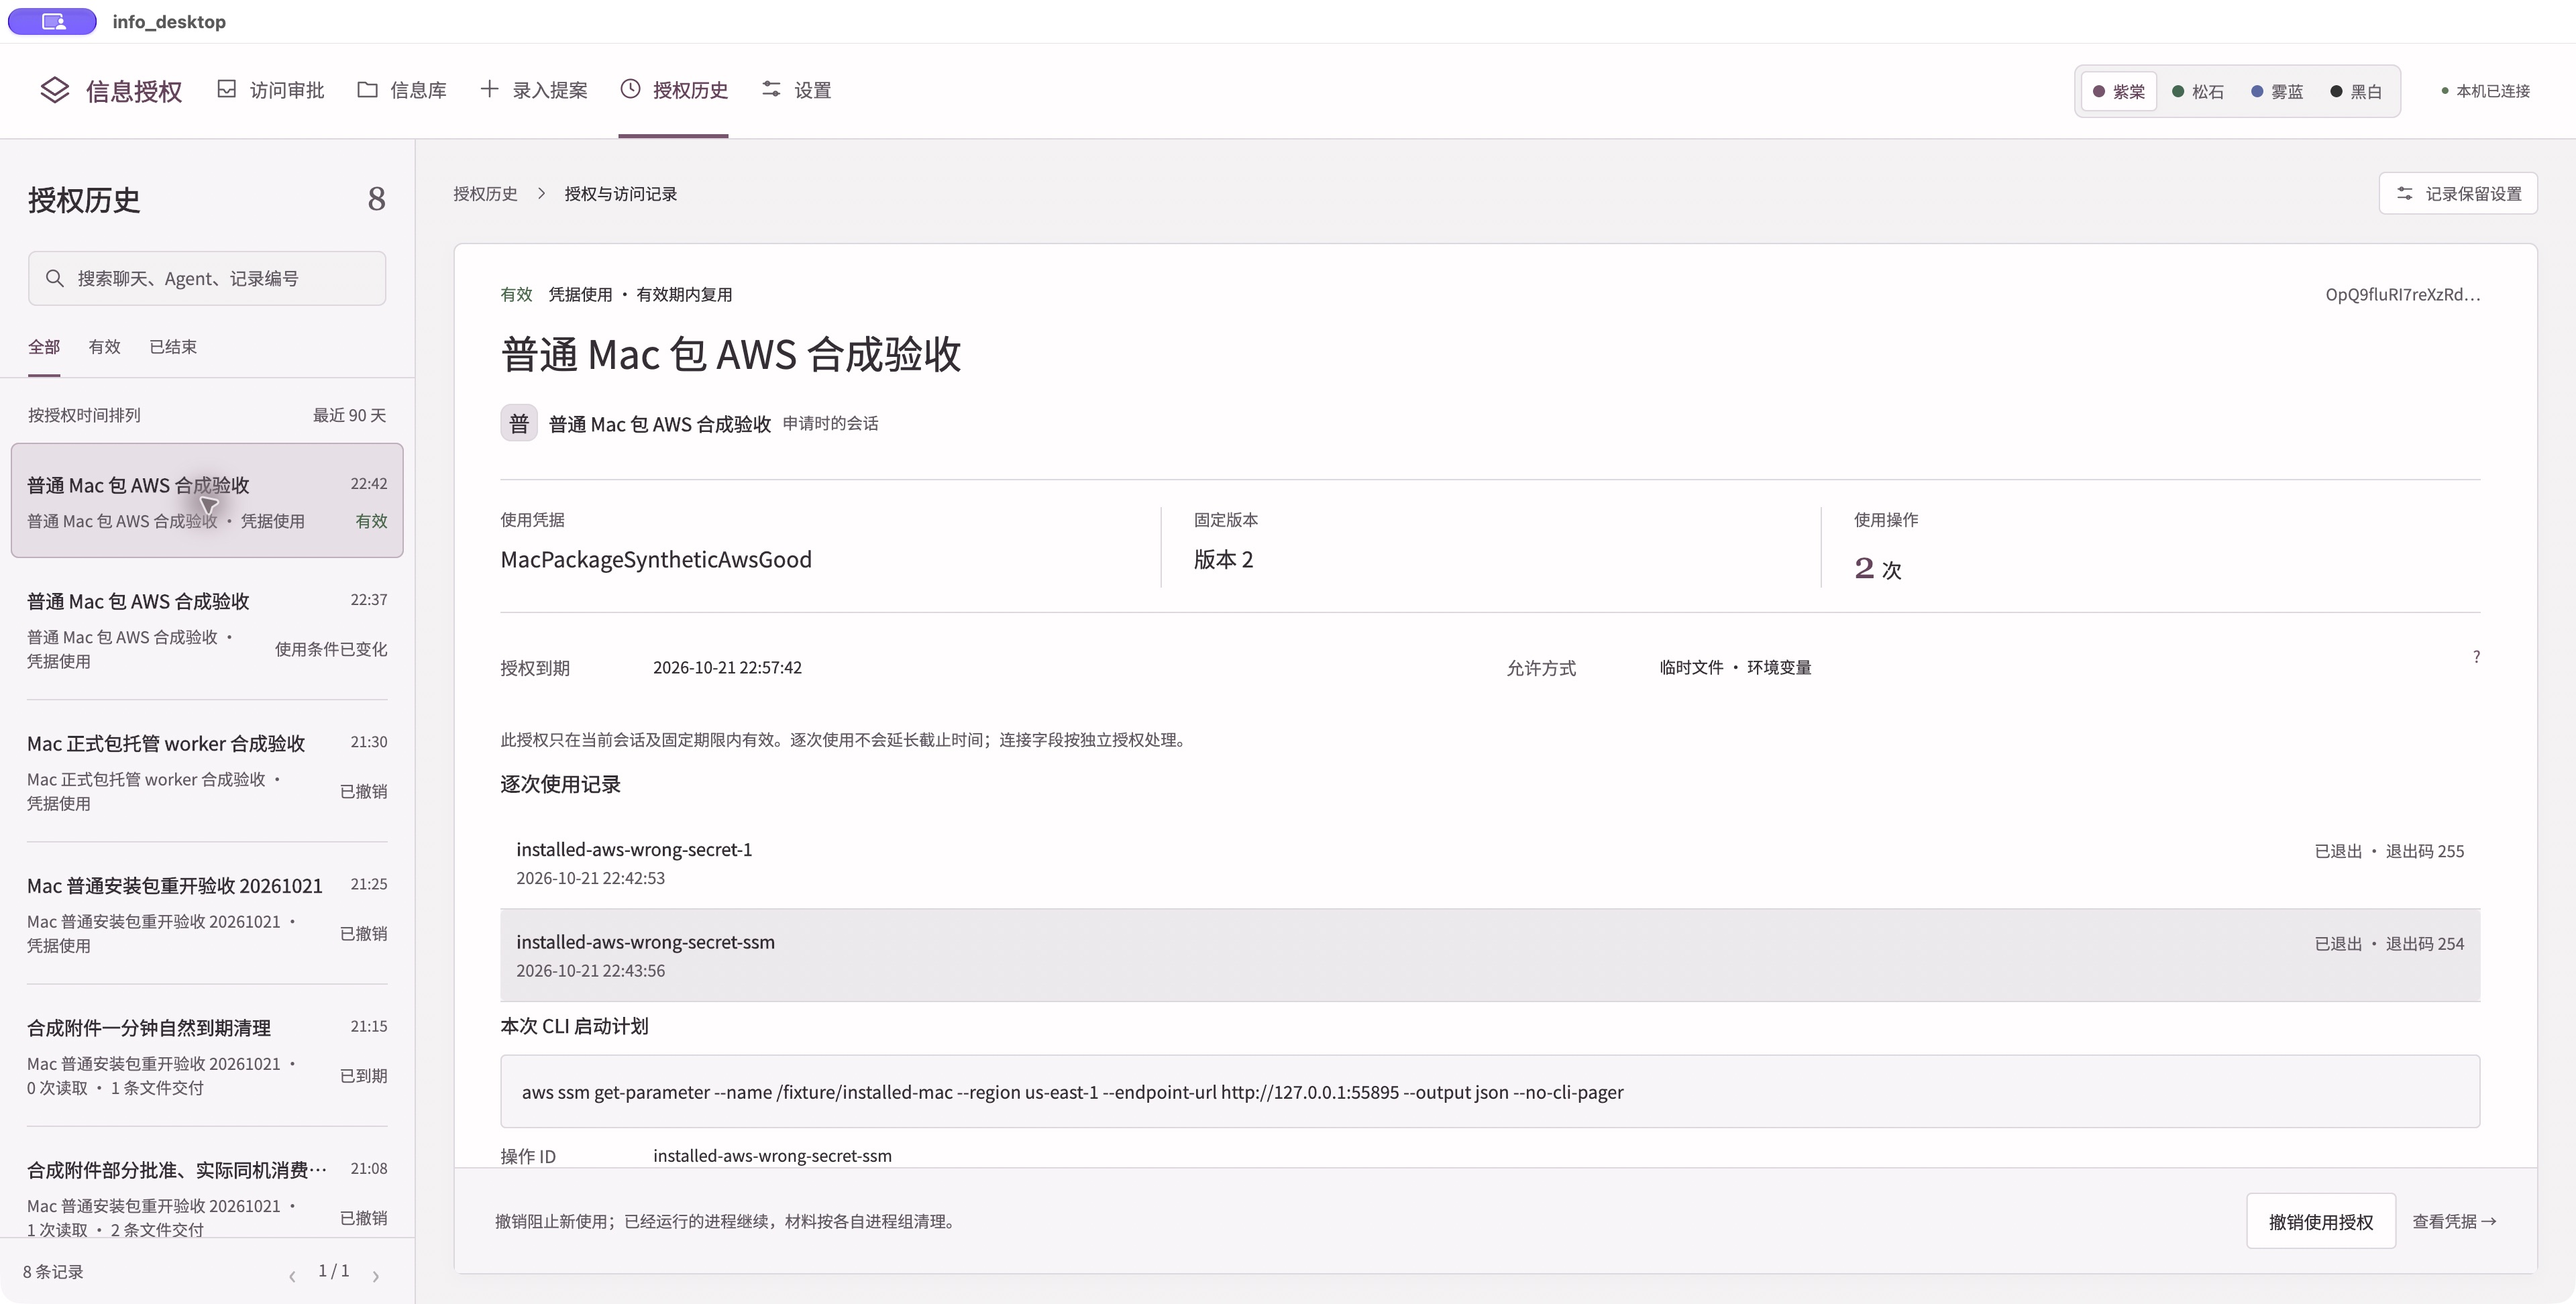 info_desktop
信息授权
访问审批
信息库
录入提案
授权历史
设置
紫棠
松石
雾蓝
黑白
本机已连接
授权历史
8
搜索聊天、Agent、记录编号
全部
有效
已结束
按授权时间排列
最近 90 天
普通 Mac 包 AWS 合成验收
22:42
普通 Mac 包 AWS 合成验收 · 凭据使用
有效
普通 Mac 包 AWS 合成验收
22:37
普通 Mac 包 AWS 合成验收 ·
凭据使用
使用条件已变化
Mac 正式包托管 worker 合成验收
21:30
Mac 正式包托管 worker 合成验收 ·
凭据使用
已撤销
Mac 普通安装包重开验收 20261021
21:25
Mac 普通安装包重开验收 20261021 ·
凭据使用
已撤销
合成附件一分钟自然到期清理
21:15
Mac 普通安装包重开验收 20261021 ·
0 次读取 · 1 条文件交付
已到期
合成附件部分批准、实际同机消费…
21:08
Mac 普通安装包重开验收 20261021 ·
1 次读取 · 2 条文件交付
已撤销
8 条记录
‹ 1 / 1 ›
授权历史 > 授权与访问记录
记录保留设置
有效 凭据使用 · 有效期内复用
OpQ9fluRI7reXzRd…
普通 Mac 包 AWS 合成验收
普 普通 Mac 包 AWS 合成验收 申请时的会话
使用凭据
MacPackageSyntheticAwsGood
固定版本
版本 2
使用操作
2 次
授权到期 2026-10-21 22:57:42
允许方式 临时文件 · 环境变量
?
此授权只在当前会话及固定期限内有效。逐次使用不会延长截止时间；连接字段按独立授权处理。
逐次使用记录
installed-aws-wrong-secret-1
2026-10-21 22:42:53
已退出 · 退出码 255
installed-aws-wrong-secret-ssm
2026-10-21 22:43:56
已退出 · 退出码 254
本次 CLI 启动计划
aws ssm get-parameter --name /fixture/installed-mac --region us-east-1 --endpoint-url http://127.0.0.1:55895 --output json --no-cli-pager
操作 ID installed-aws-wrong-secret-ssm
撤销阻止新使用；已经运行的进程继续，材料按各自进程组清理。
撤销使用授权
查看凭据 →